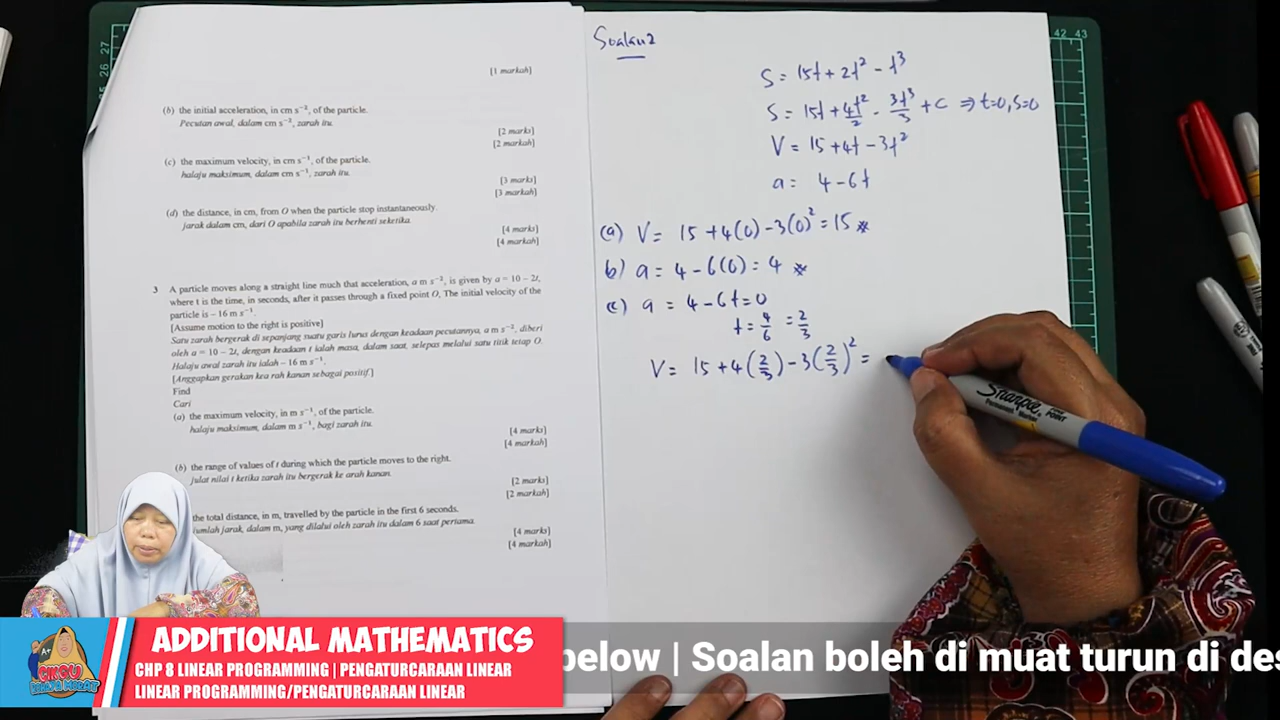 [1 markah]
(b) the initial acceleration, in cm s⁻², of the particle.
Pecutan awal, dalam cm s⁻², zarah itu.
[2 marks]
[2 markah]
(c) the maximum velocity, in cm s⁻¹, of the particle.
halaju maksimum, dalam cm s⁻¹, zarah itu.
[3 marks]
[3 markah]
(d) the distance, in cm, from O when the particle stop instantaneously.
jarak dalam cm, dari O apabila zarah itu berhenti seketika.
[4 marks]
[4 markah]
3 A particle moves along a straight line much that acceleration, a m s⁻², is given by a = 10 – 2t,
where t is the time, in seconds, after it passes through a fixed point O, The initial velocity of the
particle is – 16 m s⁻¹.
[Assume motion to the right is positive]
Satu zarah bergerak di sepanjang suatu garis lurus dengan keadaan pecutannya, a m s⁻², diberi
oleh a = 10 – 2t, dengan keadaan t ialah masa, dalam saat, selepas melalui satu titik tetap O.
Halaju awal zarah itu ialah – 16 m s⁻¹.
[Anggapkan gerakan kea rah kanan sebagai positif.]
Find
Cari
(a) the maximum velocity, in m s⁻¹, of the particle.
halaju maksimum, dalam m s⁻¹, bagi zarah itu.
[4 marks]
[4 markah]
(b) the range of values of t during which the particle moves to the right.
julat nilai t ketika zarah itu bergerak ke arah kanan.
[2 marks]
[2 markah]
the total distance, in m, travelled by the particle in the first 6 seconds.
jumlah jarak, dalam m, yang dilalui oleh zarah itu dalam 6 saat pertama.
[4 marks]
[4 markah]
Soalan 2
S = 15t + 2t² - t³
S = 15t + 4t²/2 - 3t³/3 + c ⇒ t=0, s=0
V = 15 + 4t - 3t²
a = 4 - 6t
(a) V = 15 + 4(0) - 3(0)² = 15 *
b) a = 4 - 6(0) = 4 *
(c) a = 4 - 6t = 0
t = 4/6 = 2/3
V = 15 + 4(2/3) - 3(2/3)² =
27
26
25
42 43
Sharpie
Permanent Marker
POINT
A+
CIKGU
ADDITIONAL MATHEMATICS
CHP 8 LINEAR PROGRAMMING | PENGATURCARAAN LINEAR
LINEAR PROGRAMMING/PENGATURCARAAN LINEAR
below | Soalan boleh di muat turun di des